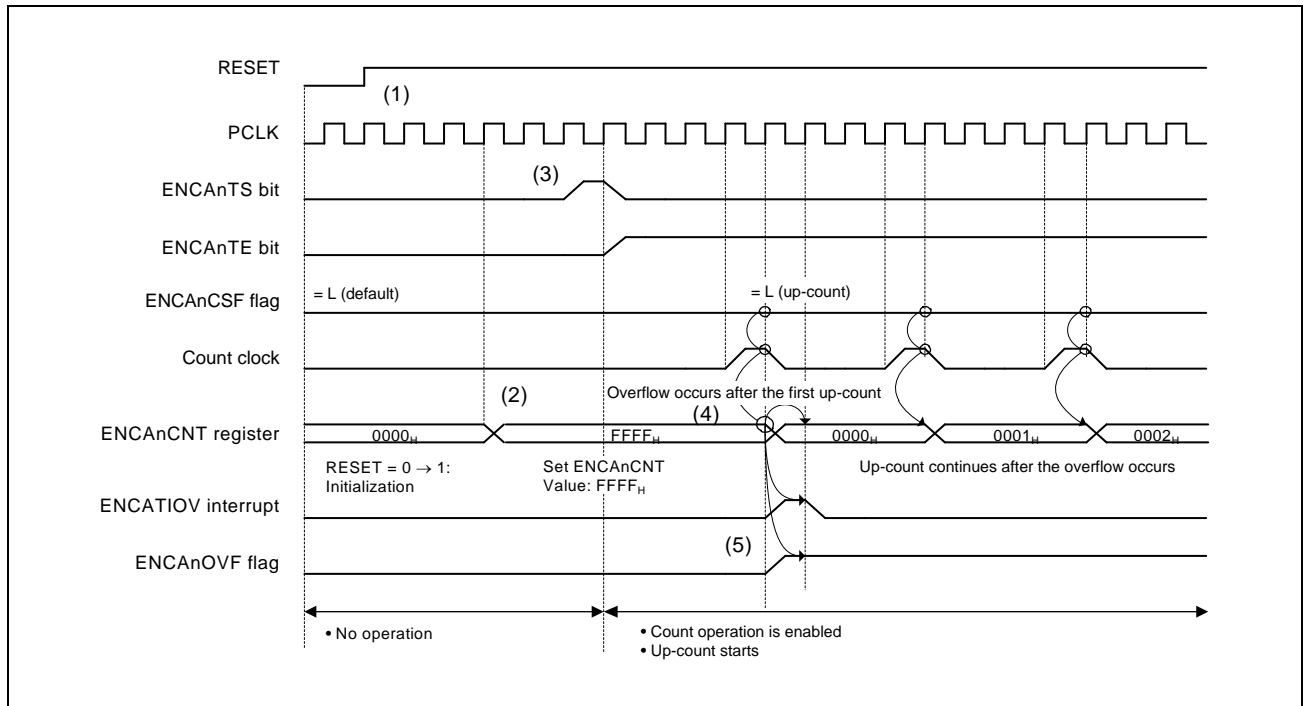 RESET
(1)
PCLK
(3)
ENCAnTS bit
ENCAnTE bit
ENCAnCSF flag
= L (default)
= L (up-count)
Count clock
(2)
Overflow occurs after the first up-count
(4)
ENCAnCNT register
0000H
FFFFH
0000H
0001H
0002H
RESET = 0 → 1:
Initialization
Set ENCAnCNT
Value: FFFFH
Up-count continues after the overflow occurs
ENCATIOV interrupt
(5)
ENCAnOVF flag
• No operation
• Count operation is enabled
• Up-count starts